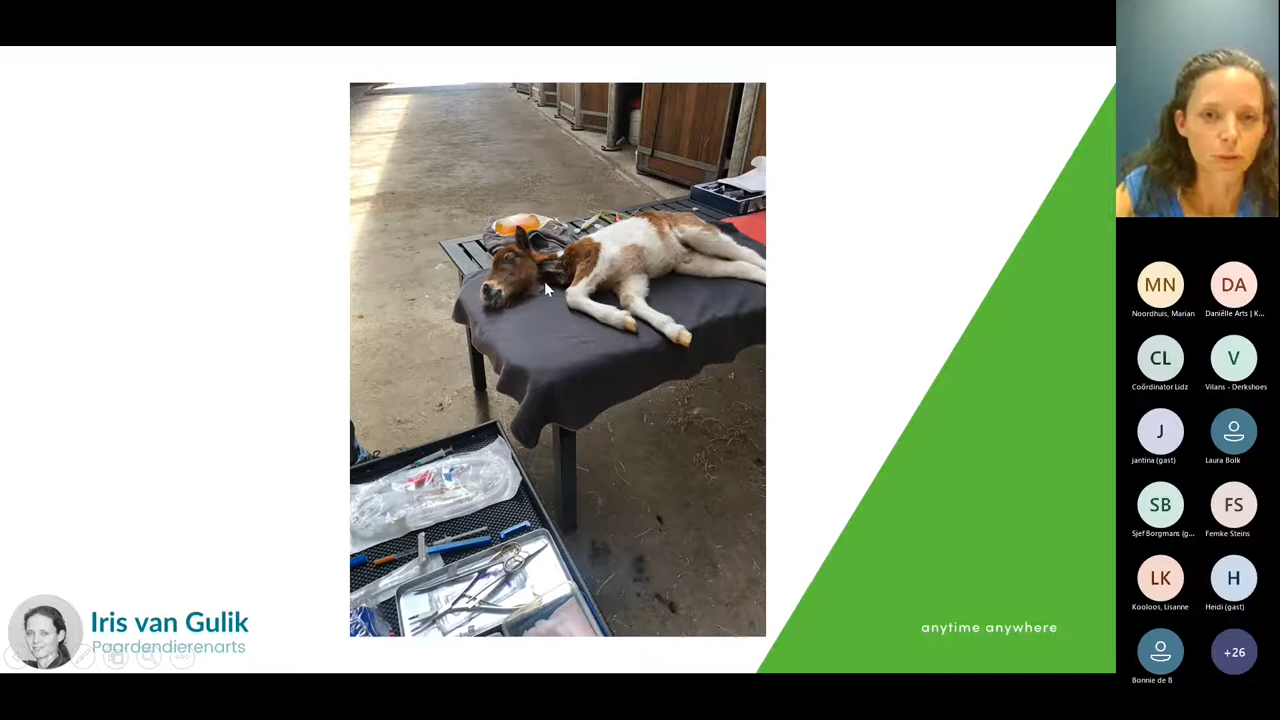 Iris van Gulik
Paardendierenarts
anytime anywhere
MN
Noordhuis, Marian
DA
Daniëlle Arts | K...
CL
Coördinator Lidz
V
Vilans - Derkshoes
J
jantina (gast)
Laura Bolk
SB
Sjef Borgmans (g...
FS
Femke Steins
LK
Kooloos, Lisanne
H
Heidi (gast)
Bonnie de B
+26